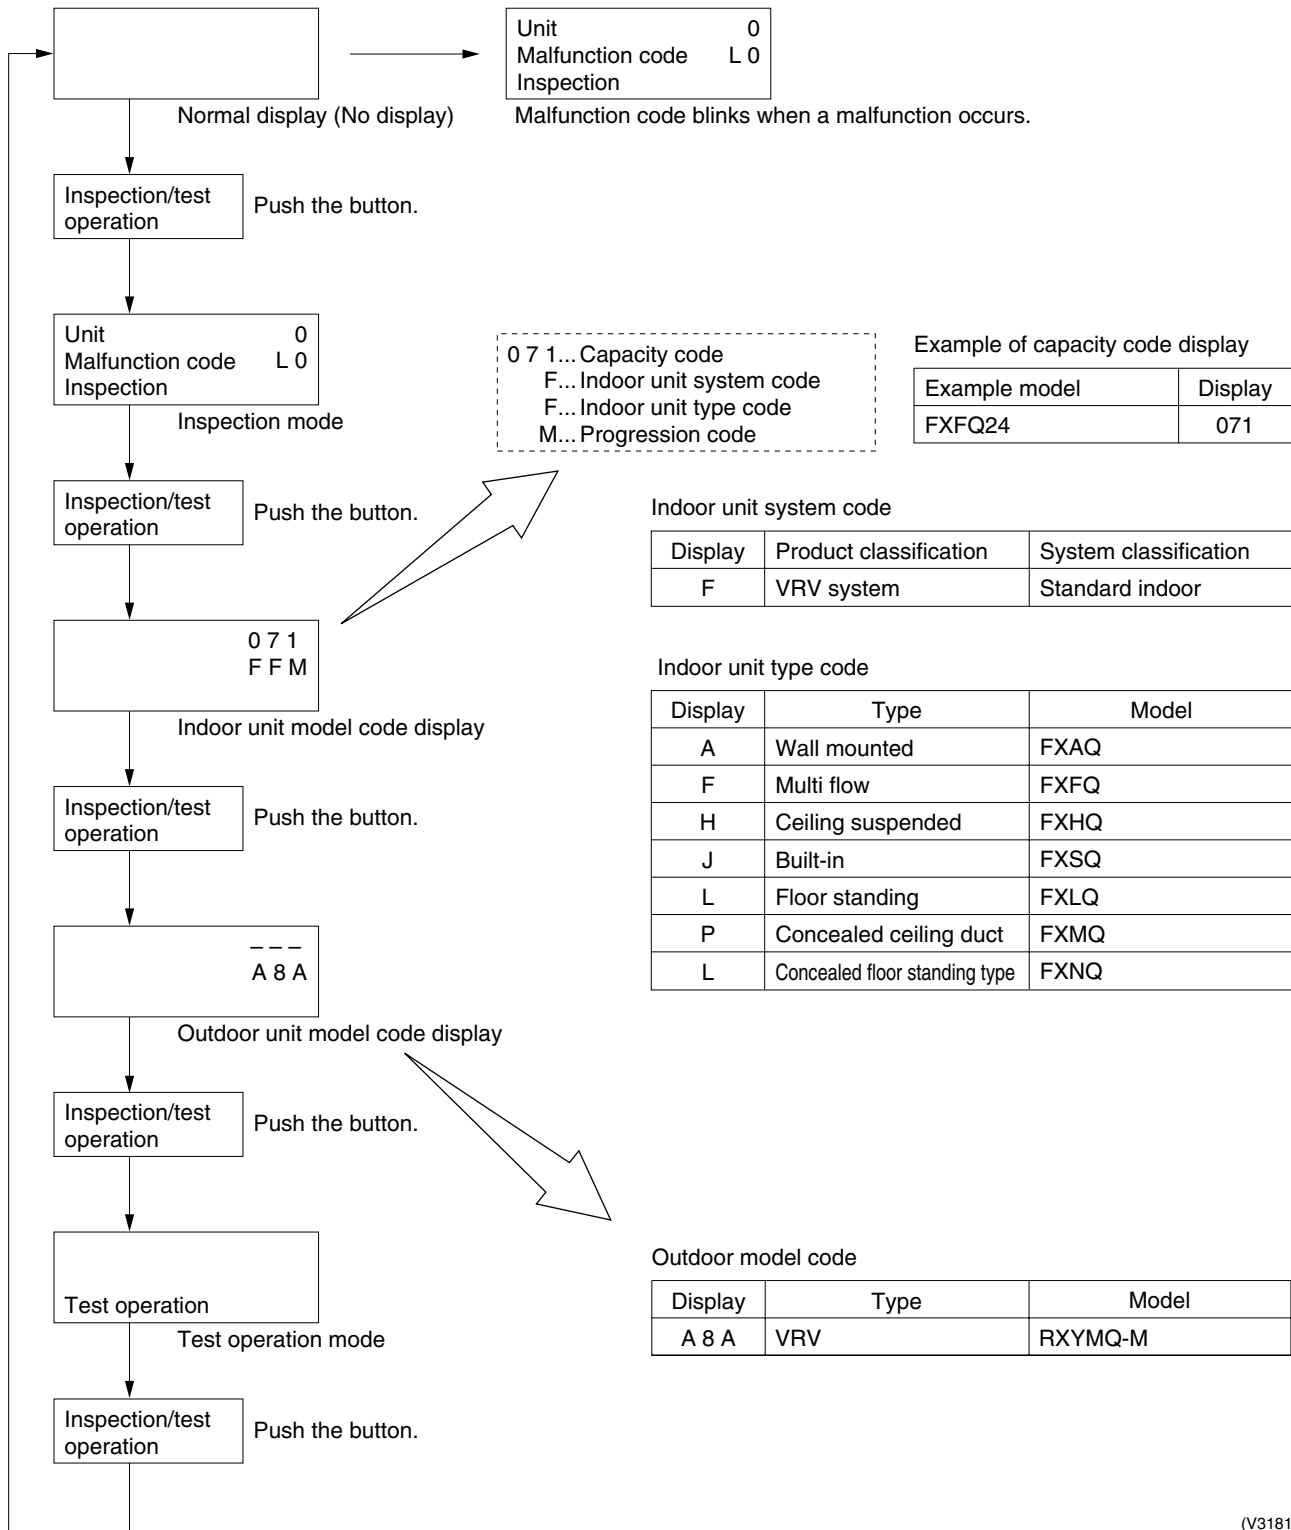 Unit 0
Malfunction code L 0
Inspection
Normal display (No display)
Malfunction code blinks when a malfunction occurs.
Inspection/test
operation
Push the button.
Unit 0
Malfunction code L 0
Inspection
Inspection mode
0 7 1... Capacity code
F... Indoor unit system code
F... Indoor unit type code
M... Progression code
Example of capacity code display
Example model Display
FXFQ24 071
Inspection/test
operation
Push the button.
Indoor unit system code
Display Product classification System classification
F VRV system Standard indoor
0 7 1
F F M
Indoor unit model code display
Indoor unit type code
Display Type Model
A Wall mounted FXAQ
F Multi flow FXFQ
H Ceiling suspended FXHQ
J Built-in FXSQ
L Floor standing FXLQ
P Concealed ceiling duct FXMQ
L Concealed floor standing type FXNQ
Inspection/test
operation
Push the button.
– – –
A 8 A
Outdoor unit model code display
Inspection/test
operation
Push the button.
Test operation
Test operation mode
Outdoor model code
Display Type Model
A 8 A VRV RXYMQ-M
Inspection/test
operation
Push the button.
(V3181